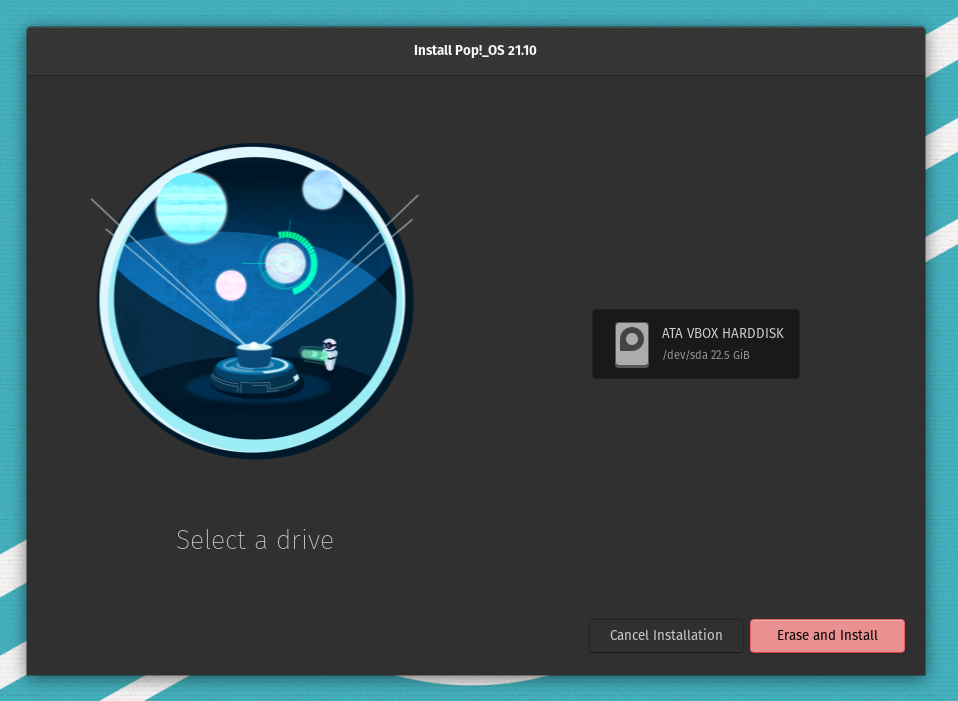 Install Pop!_OS 21.10
ATA VBOX HARDDISK
/dev/sda 22.5 GiB
Select a drive
Cancel Installation
Erase and Install